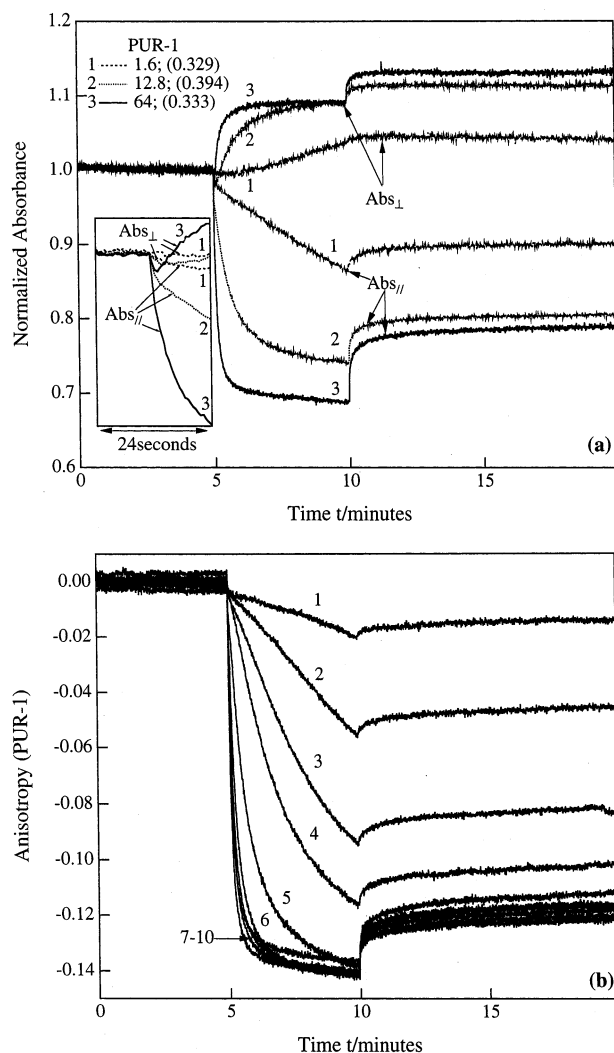 1.2
PUR-1
1 1.6; (0.329)
2 12.8; (0.394)
3 64; (0.333)
1.1
1.0
0.9
0.8
0.7
0.6
Normalized Absorbance
3
2
1
Abs⊥
1
Abs//
2
3
Abs⊥ 3
1
1
Abs//
2
3
24seconds
(a)
0 5 10 15
Time t/minutes
0.00
-0.02
-0.04
-0.06
-0.08
-0.10
-0.12
-0.14
Anisotropy (PUR-1)
1
2
3
4
5
6
7-10
(b)
0 5 10 15
Time t/minutes